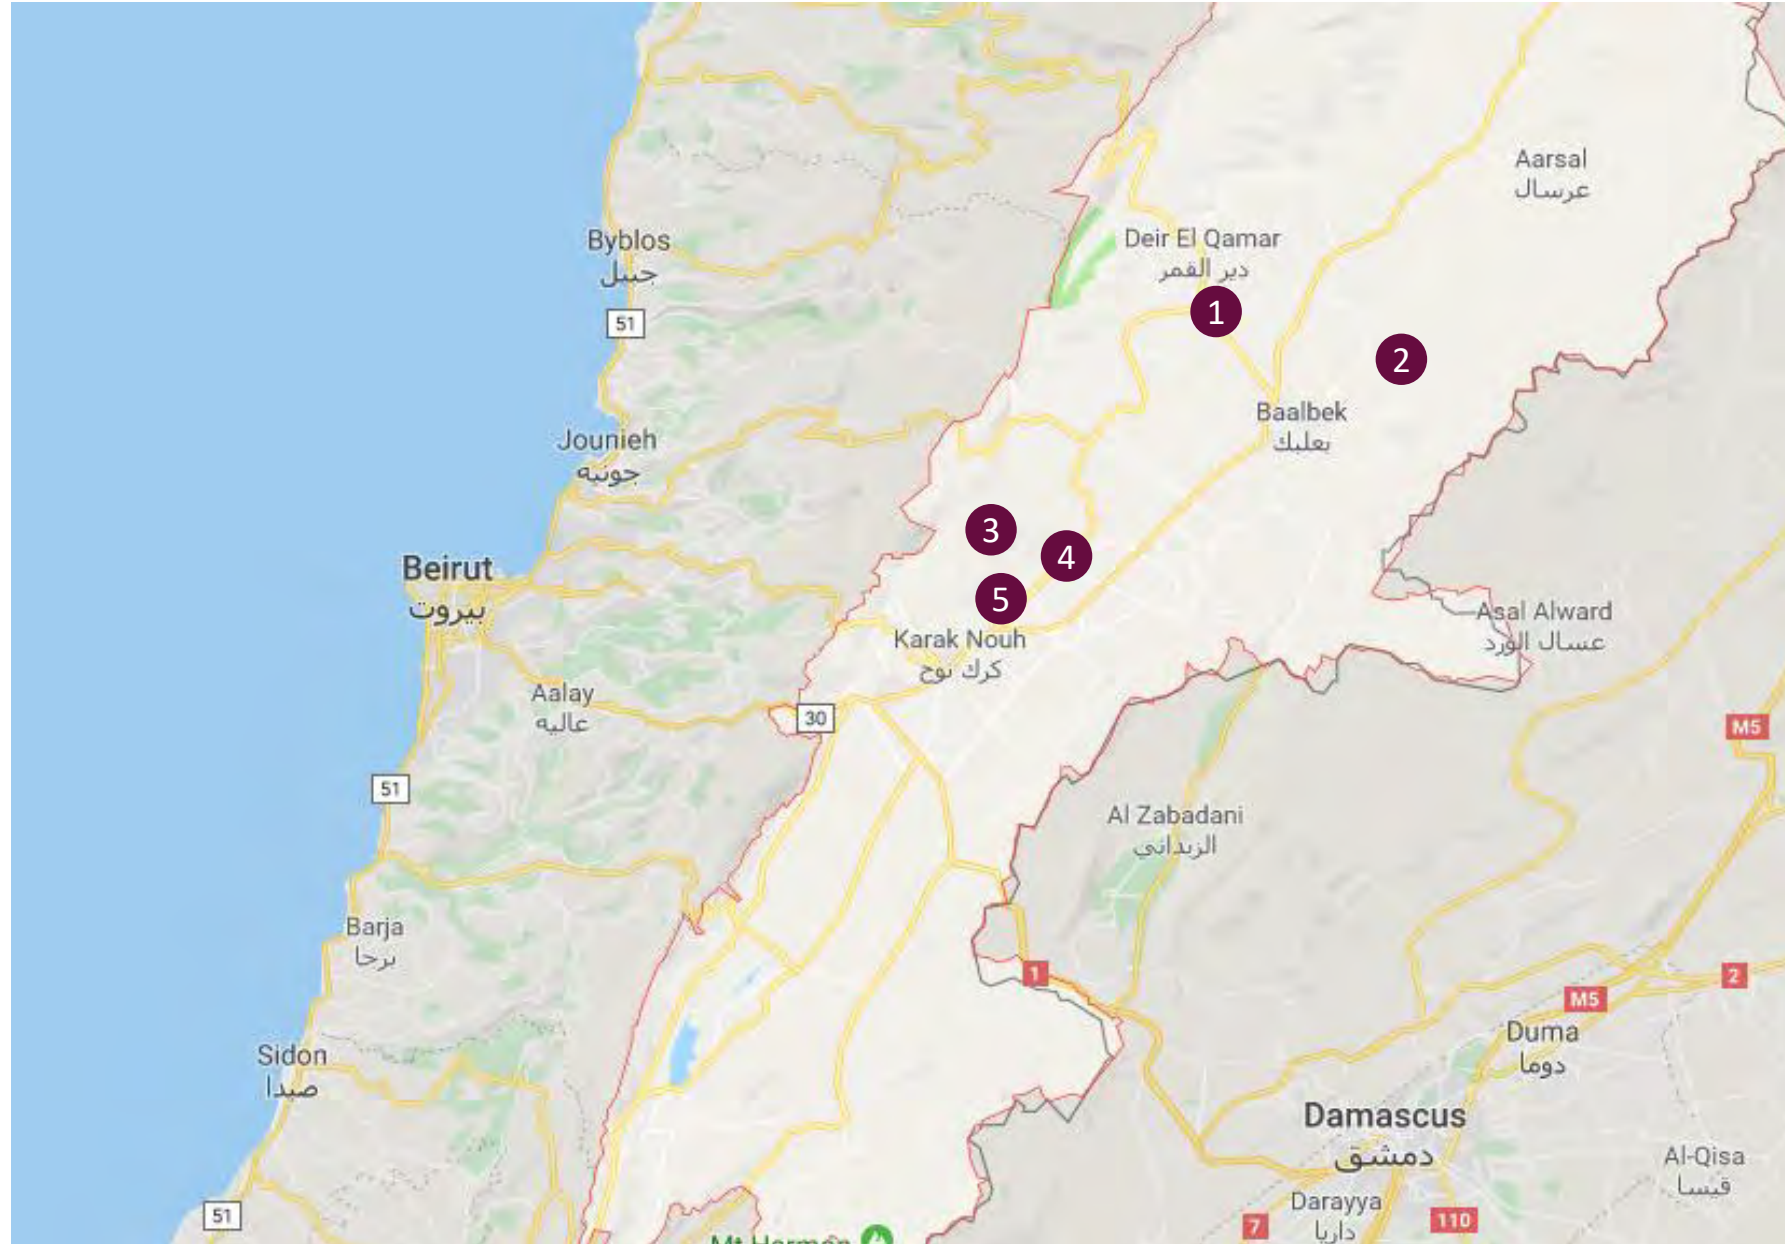 Aarsal
عرسال
Deir El Qamar
دير القمر
Byblos
جبيل
1
51
2
Baalbek
بعلبك
Jounieh
جونيه
3
4
Beirut
بيروت
5
Asal Alward
عسال الورد
Karak Nouh
كرك نوح
Aalay
عاليه
30
M5
51
Al Zabadani
الزبداني
Barja
برجا
1
2
M5
Duma
دوما
Sidon
صيدا
Damascus
دمشق
Al-Qisa
قيسا
Darayya
داريا
51
7
110
Mt Hermon